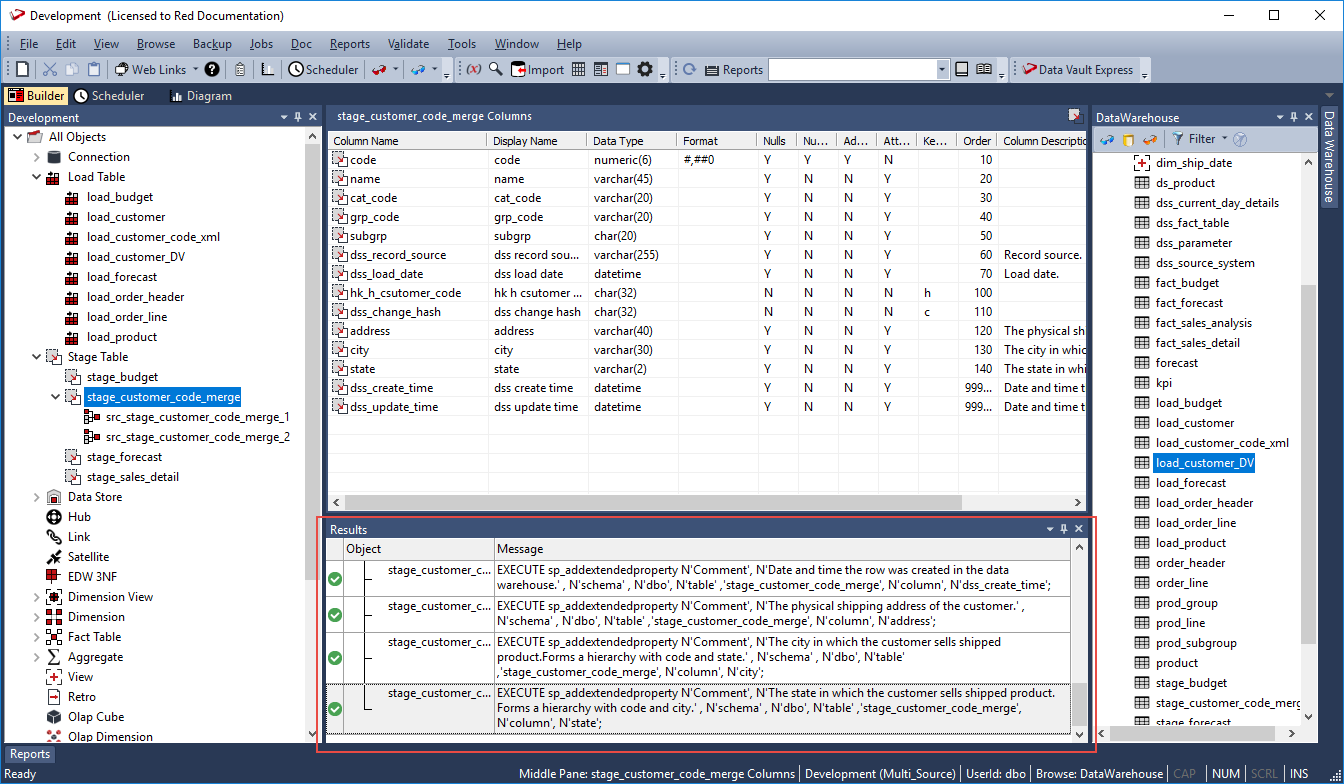 Development (Licensed to Red Documentation)
File Edit View Browse Backup Jobs Doc Reports Validate Tools Window Help
Web Links Scheduler (x) Import Reports Data Vault Express
Builder Scheduler Diagram
Development
All Objects
Connection
Load Table
load_budget
load_customer
load_customer_code_xml
load_customer_DV
load_forecast
load_order_header
load_order_line
load_product
Stage Table
stage_budget
stage_customer_code_merge
src_stage_customer_code_merge_1
src_stage_customer_code_merge_2
stage_forecast
stage_sales_detail
Data Store
Hub
Link
Satellite
EDW 3NF
Dimension View
Dimension
Fact Table
Aggregate
View
Retro
Olap Cube
Olap Dimension
stage_customer_code_merge Columns
Column Name Display Name Data Type Format Nulls Nu... Ad... Att... Ke... Order Column Descriptio
code code numeric(6) #,##0 Y Y Y N 10
name name varchar(45) Y N N Y 20
cat_code cat_code varchar(20) Y N N Y 30
grp_code grp_code varchar(20) Y N N Y 40
subgrp subgrp char(20) Y N N Y 50
dss_record_source dss record sou... varchar(255) Y N N Y 60 Record source.
dss_load_date dss load date datetime Y N N Y 70 Load date.
hk_h_csutomer_code hk h csutomer ... char(32) N N N N h 100
dss_change_hash dss change hash char(32) N N N N c 110
address address varchar(40) Y N N Y 120 The physical sh
city city varchar(30) Y N N Y 130 The city in whic
state state varchar(2) Y N N Y 140 The state in whi
dss_create_time dss create time datetime Y N N Y 999... Date and time t
dss_update_time dss update time datetime Y N N Y 999... Date and time t
Results
Object Message
stage_customer_c... EXECUTE sp_addextendedproperty N'Comment', N'Date and time the row was created in the data
warehouse.' , N'schema' , N'dbo', N'table' ,'stage_customer_code_merge', N'column', N'dss_create_time';
stage_customer_c... EXECUTE sp_addextendedproperty N'Comment', N'The physical shipping address of the customer.' ,
N'schema' , N'dbo', N'table' ,'stage_customer_code_merge', N'column', N'address';
stage_customer_c... EXECUTE sp_addextendedproperty N'Comment', N'The city in which the customer sells shipped
product.Forms a hierarchy with code and state.' , N'schema' , N'dbo', N'table'
,'stage_customer_code_merge', N'column', N'city';
stage_customer_c... EXECUTE sp_addextendedproperty N'Comment', N'The state in which the customer sells shipped product.
Forms a hierarchy with code and city.' , N'schema' , N'dbo', N'table' ,'stage_customer_code_merge',
N'column', N'state';
DataWarehouse
Filter
dim_ship_date
ds_product
dss_current_day_details
dss_fact_table
dss_parameter
dss_source_system
fact_budget
fact_forecast
fact_sales_analysis
fact_sales_detail
forecast
kpi
load_budget
load_customer
load_customer_code_xml
load_customer_DV
load_forecast
load_order_header
load_order_line
load_product
order_header
order_line
prod_group
prod_line
prod_subgroup
product
stage_budget
stage_customer_code_merg
stage_forecast
Data Warehouse
Reports
Ready Middle Pane: stage_customer_code_merge Columns Development (Multi_Source) UserId: dbo Browse: DataWarehouse CAP NUM SCRL INS